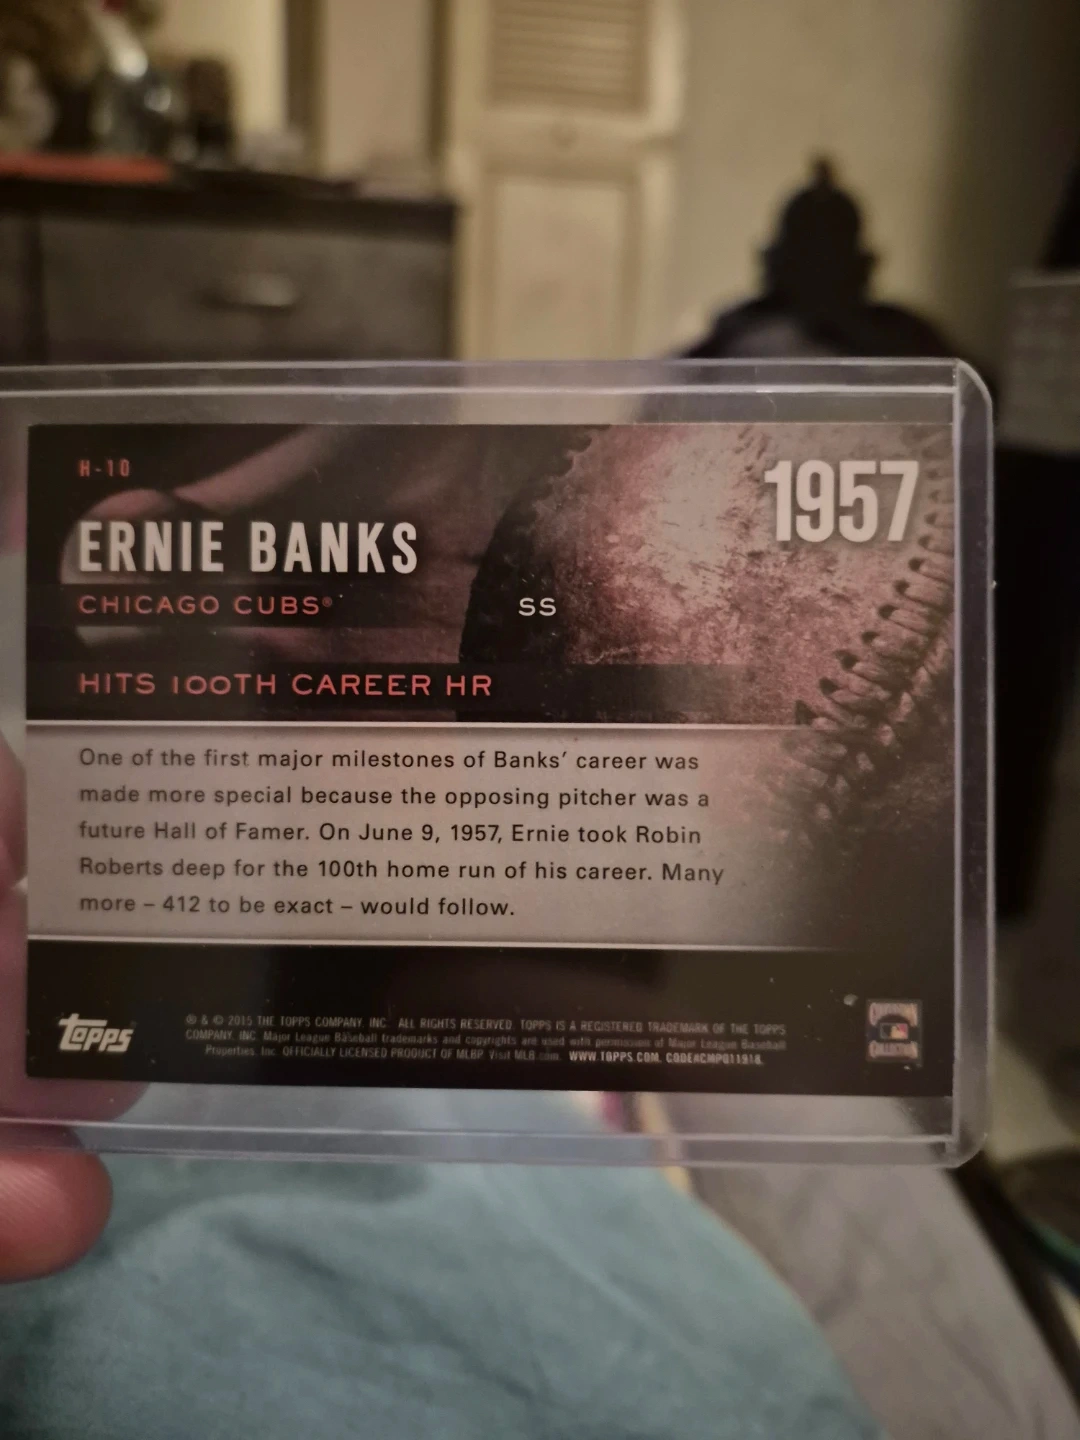 H-10
1957
ERNIE BANKS
CHICAGO CUBS®
SS
HITS 100TH CAREER HR
One of the first major milestones of Banks' career was
made more special because the opposing pitcher was a
future Hall of Famer. On June 9, 1957, Ernie took Robin
Roberts deep for the 100th home run of his career. Many
more – 412 to be exact – would follow.
Topps
® & © 2015 THE TOPPS COMPANY, INC. ALL RIGHTS RESERVED. TOPPS IS A REGISTERED TRADEMARK OF THE TOPPS
COMPANY, INC. Major League Baseball trademarks and copyrights are used with permission of Major League Baseball
Properties, Inc. OFFICIALLY LICENSED PRODUCT OF MLBP. Visit MLB.com. WWW.TOPPS.COM. CODE#CMP011918
COLLECTION